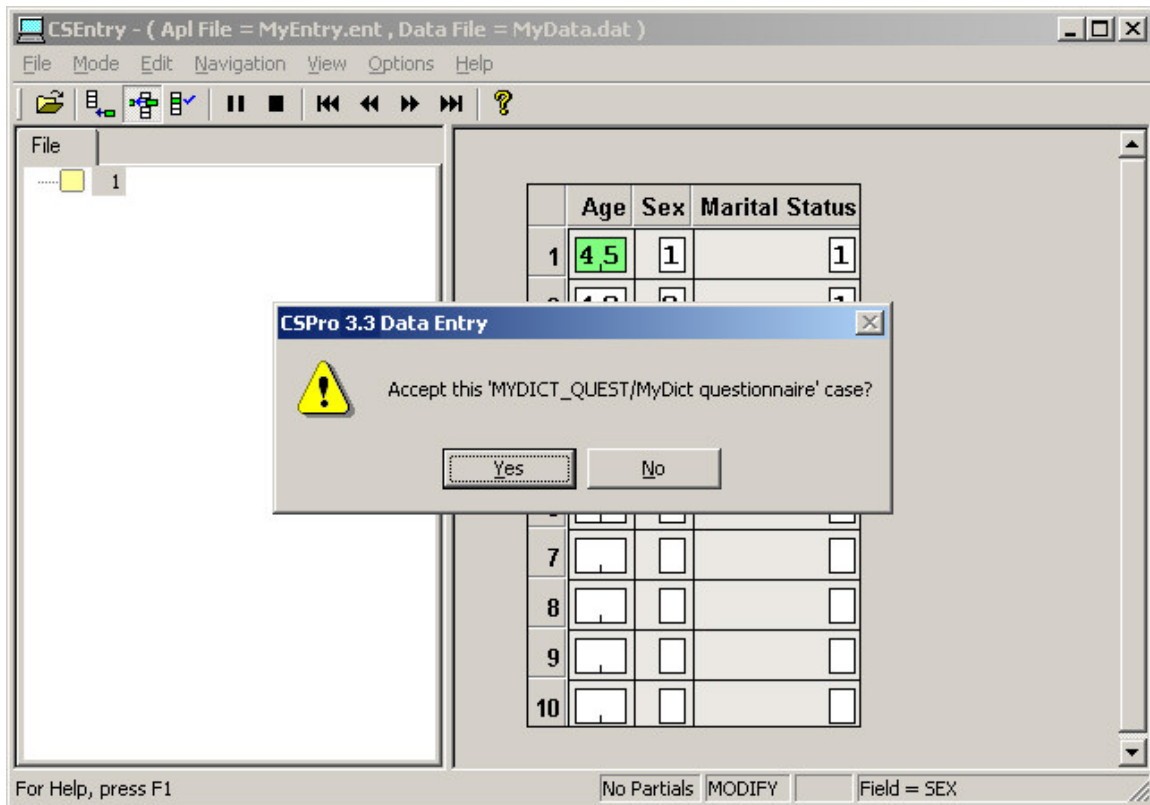 CSEntry - ( Apl File = MyEntry.ent , Data File = MyData.dat )
File Mode Edit Navigation View Options Help
File
1
Age Sex Marital Status
1 4 5 1 1
CSPro 3.3 Data Entry
Accept this 'MYDICT_QUEST/MyDict questionnaire' case?
Yes No
7
8
9
10
For Help, press F1 No Partials MODIFY Field = SEX